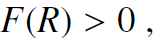 F(R) > 0 ,